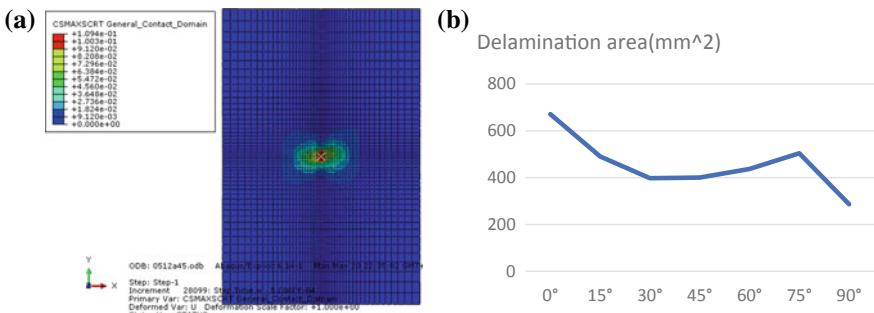 (a)
CSMAXSCRT General_Contact_Domain
+1.094e-01
+1.003e-01
+9.120e-02
+8.208e-02
+7.296e-02
+6.384e-02
+5.472e-02
+4.560e-02
+3.648e-02
+2.736e-02
+1.824e-02
+9.120e-03
+0.000e+00
Y
X
ODB: 0512a45.odb
Step: Step-1
Increment 28099: Step Time =
Primary Var: CSMAXSCRT General_Contact_Domain
Deformed Var: U Deformation Scale Factor: +1.000e+00
(b)
Delamination area(mm^2)
800
600
400
200
0
0° 15° 30° 45° 60° 75° 90°